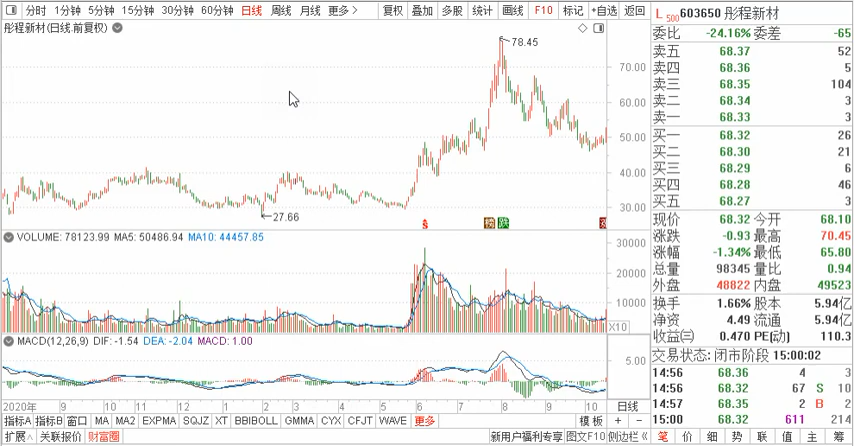 分时 1分钟 5分钟 15分钟 30分钟 60分钟 日线 周线 月线 更多 > 复权 叠加 多股 统计 画线 F10 标记 +自选 返回
L 500 603650 彤程新材
彤程新材(日线.前复权)
委比 -24.16% 委差 -65
卖五 68.37 52
卖四 68.36 5
卖三 68.35 104
卖二 68.34 3
卖一 68.33 3
买一 68.32 26
买二 68.30 21
买三 68.29 6
买四 68.28 46
买五 68.27 3
现价 68.32 今开 68.10
涨跌 -0.93 最高 70.45
涨幅 -1.34% 最低 65.80
总量 98345 量比 0.94
外盘 48822 内盘 49523
换手 1.66% 股本 5.94亿
净资 4.49 流通 5.94亿
收益㈢ 0.470 PE(动) 110.3
交易状态: 闭市阶段 15:00:02
14:56 68.36 4 3
14:56 68.32 67 S 10
14:57 68.35 2 B 2
15:00 68.32 611 214
78.45
70.00
60.00
50.00
40.00
30.00
27.66
榜 跌
VOLUME: 78123.99 MA5: 50486.94 MA10: 44457.85
30000
20000
10000
X10
MACD(12,26,9) DIF: -1.54 DEA: -2.04 MACD: 1.00
5.00
0.00
2020年 9 10 11 12 2 3 4 5 6 7 8 9 10 日线
指标A 指标B 窗口 MA MA2 EXPMA SQJZ XT BBIBOLL GMMA CYX CFJT WAVE 更多 模板 + −
扩展∧ 关联报价 财富圈 新用户福利专享 图文F10 侧边栏《 笔 价 细 势 联 值 主 筹